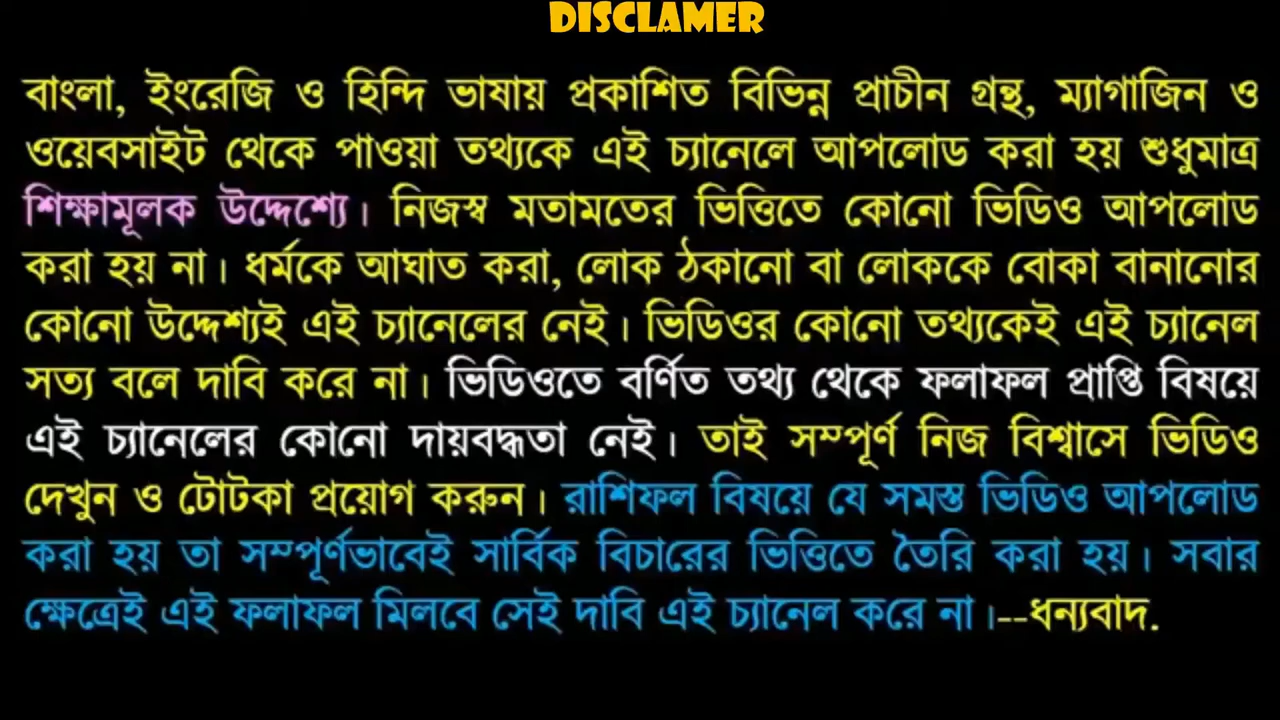 DISCLAMER
বাংলা, ইংরেজি ও হিন্দি ভাষায় প্রকাশিত বিভিন্ন প্রাচীন গ্রন্থ, ম্যাগাজিন ও
ওয়েবসাইট থেকে পাওয়া তথ্যকে এই চ্যানেলে আপলোড করা হয় শুধুমাত্র
শিক্ষামূলক উদ্দেশ্যে। নিজস্ব মতামতের ভিত্তিতে কোনো ভিডিও আপলোড
করা হয় না। ধর্মকে আঘাত করা, লোক ঠকানো বা লোককে বোকা বানানোর
কোনো উদ্দেশ্যই এই চ্যানেলের নেই। ভিডিওর কোনো তথ্যকেই এই চ্যানেল
সত্য বলে দাবি করে না। ভিডিওতে বর্ণিত তথ্য থেকে ফলাফল প্রাপ্তি বিষয়ে
এই চ্যানেলের কোনো দায়বদ্ধতা নেই। তাই সম্পূর্ণ নিজ বিশ্বাসে ভিডিও
দেখুন ও টোটকা প্রয়োগ করুন। রাশিফল বিষয়ে যে সমস্ত ভিডিও আপলোড
করা হয় তা সম্পূর্ণভাবেই সার্বিক বিচারের ভিত্তিতে তৈরি করা হয়। সবার
ক্ষেত্রেই এই ফলাফল মিলবে সেই দাবি এই চ্যানেল করে না।--ধন্যবাদ.